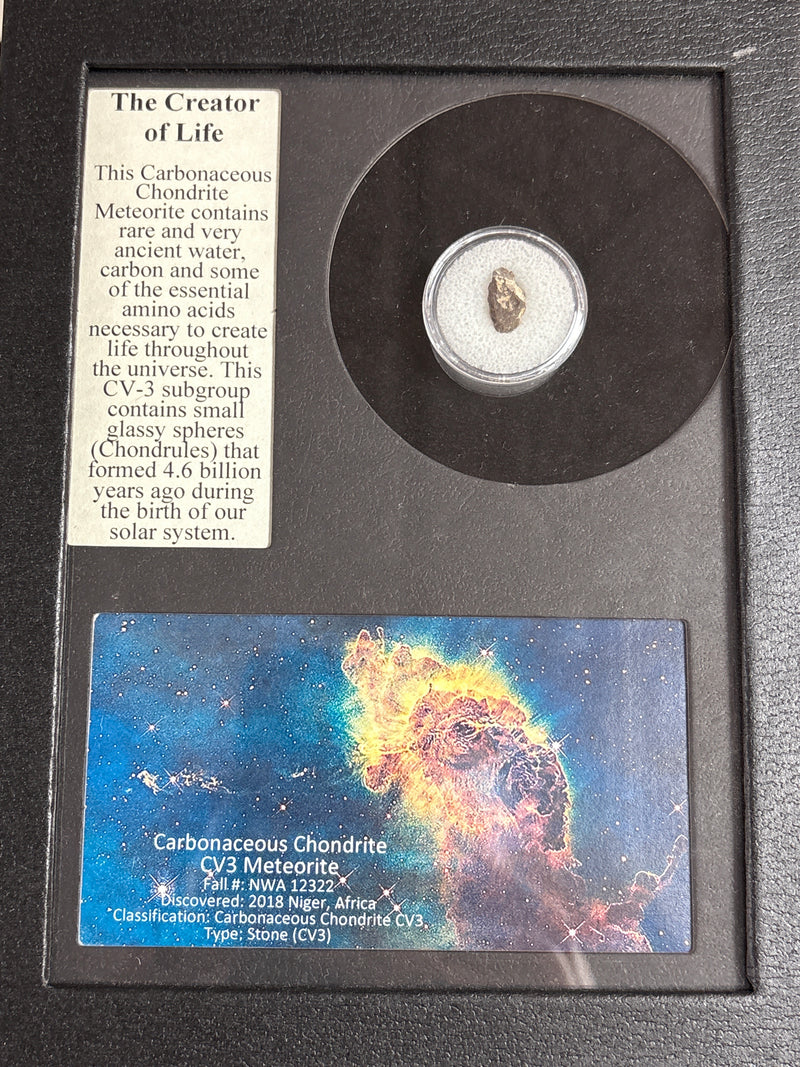 The Creator
of Life
This Carbonaceous
Chondrite
Meteorite contains
rare and very
ancient water,
carbon and some
of the essential
amino acids
necessary to create
life throughout
the universe. This
CV-3 subgroup
contains small
glassy spheres
(Chondrules) that
formed 4.6 billion
years ago during
the birth of our
solar system.
Carbonaceous Chondrite
CV3 Meteorite
Fall #: NWA 12322
Discovered: 2018 Niger, Africa
Classification: Carbonaceous Chondrite CV3
Type: Stone (CV3)